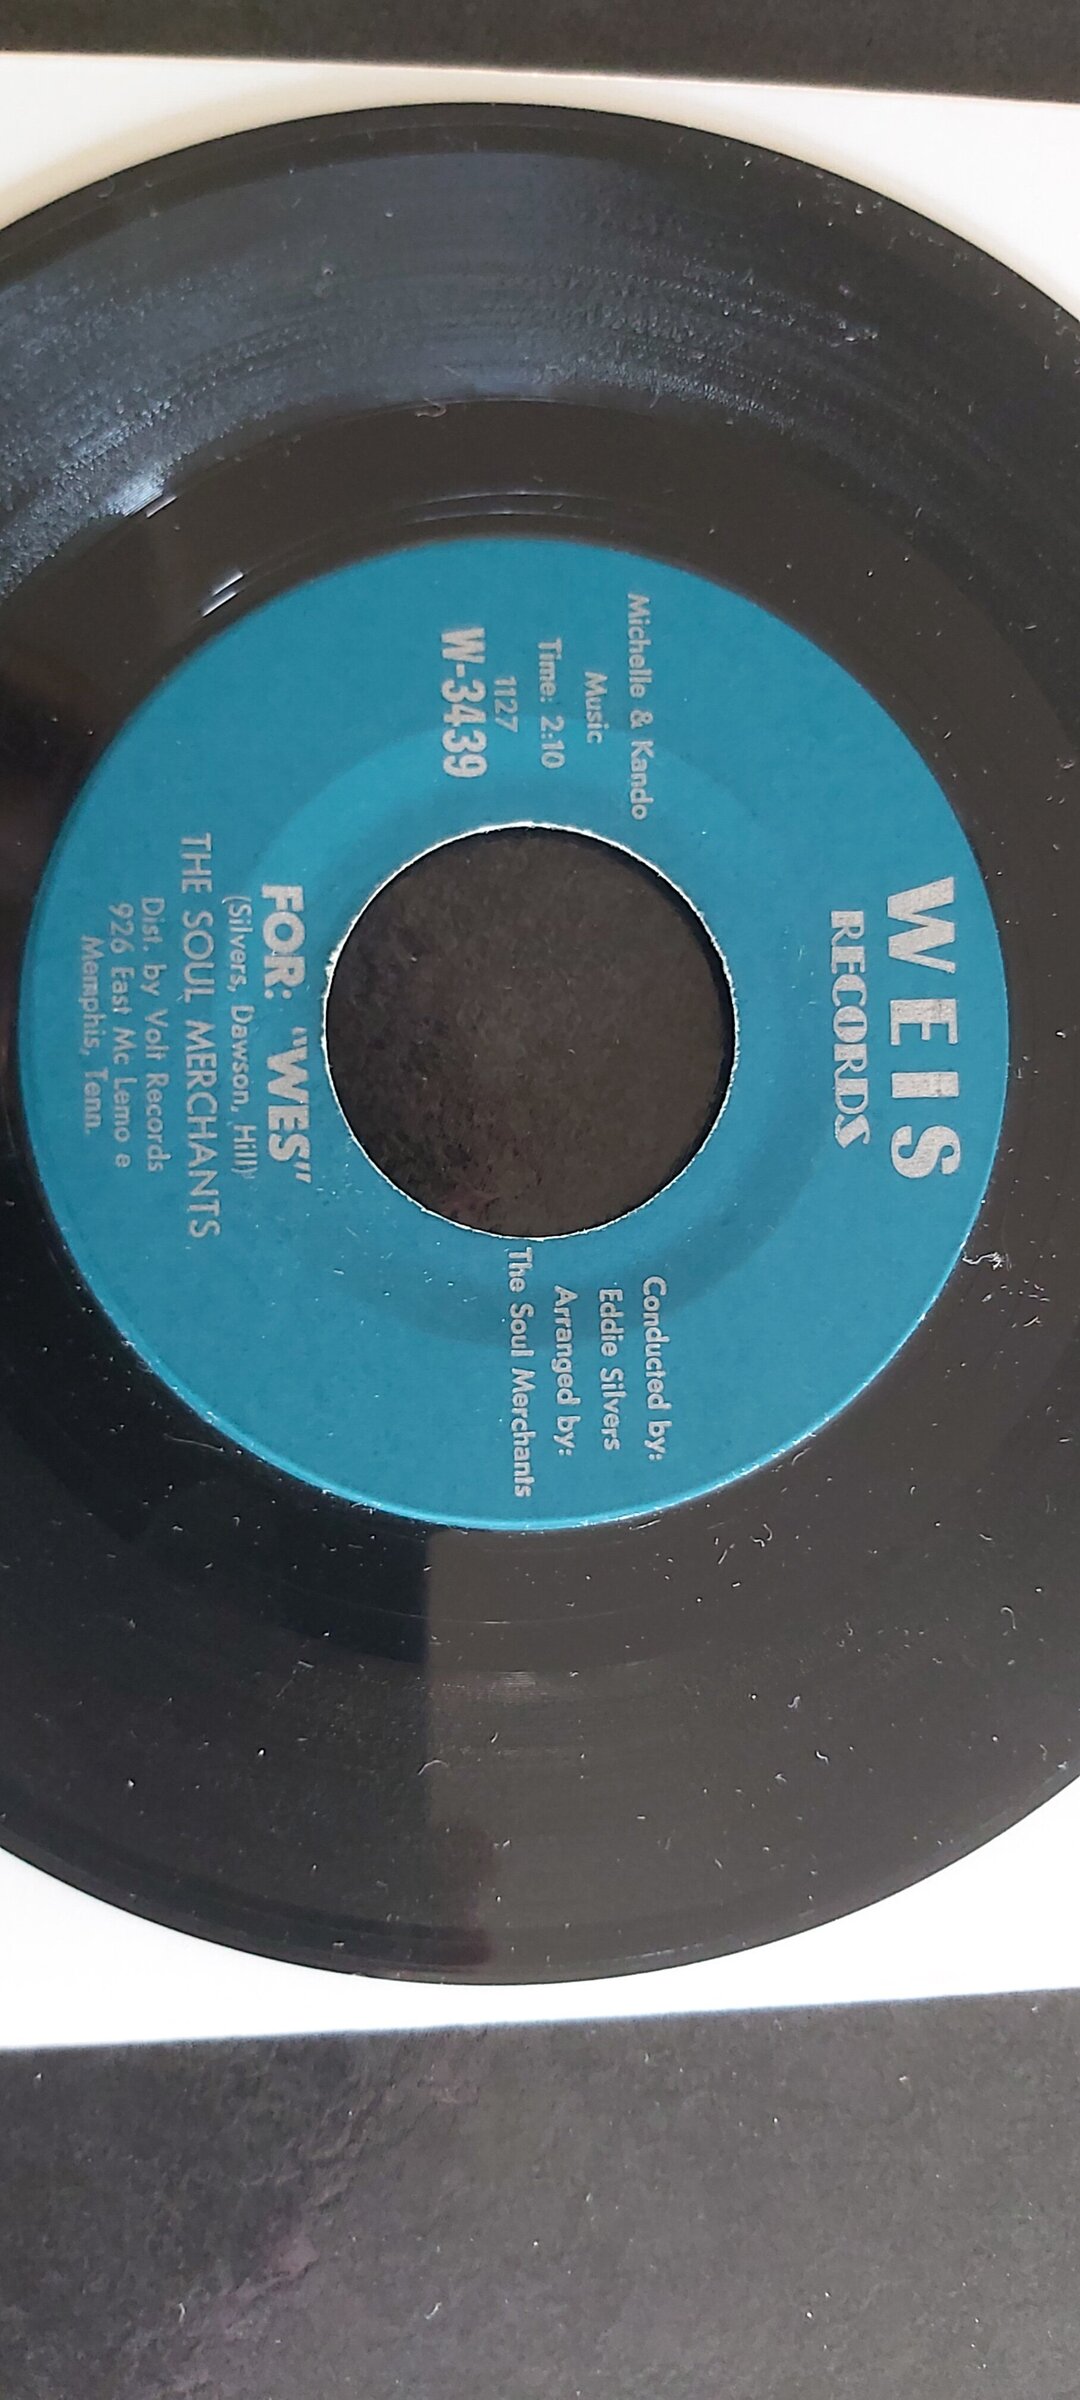 WEIS
RECORDS
Michelle & Kando
Music
Time: 2:10
1127
W-3439
Conducted by:
Eddie Silvers
Arranged by:
The Soul Merchants
FOR: "WES"
(Silvers, Dawson, Hill)
THE SOUL MERCHANTS
Dist. by Volt Records
926 East Mc Lemo e
Memphis, Tenn.